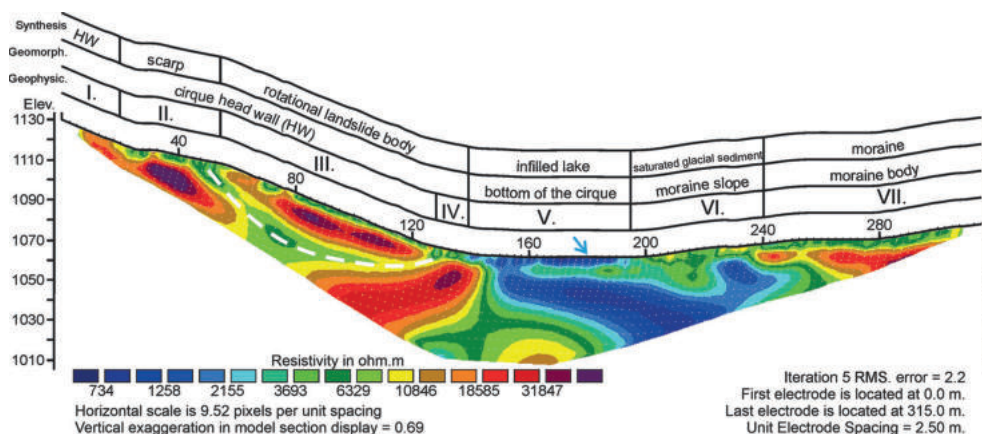 Synthesis
HW
scarp
rotational landslide body
infilled lake
saturated glacial sediment
moraine
Geomorph.
cirque head wall (HW)
bottom of the cirque
moraine slope
moraine body
Geophysic.
I.
II.
III.
IV.
V.
VI.
VII.
Elev.
1130
1110
1090
1070
1050
1030
1010
40
80
120
160
200
240
280
Resistivity in ohm.m
734 1258 2155 3693 6329 10846 18585 31847
Horizontal scale is 9.52 pixels per unit spacing
Vertical exaggeration in model section display = 0.69
Iteration 5 RMS. error = 2.2
First electrode is located at 0.0 m.
Last electrode is located at 315.0 m.
Unit Electrode Spacing = 2.50 m.